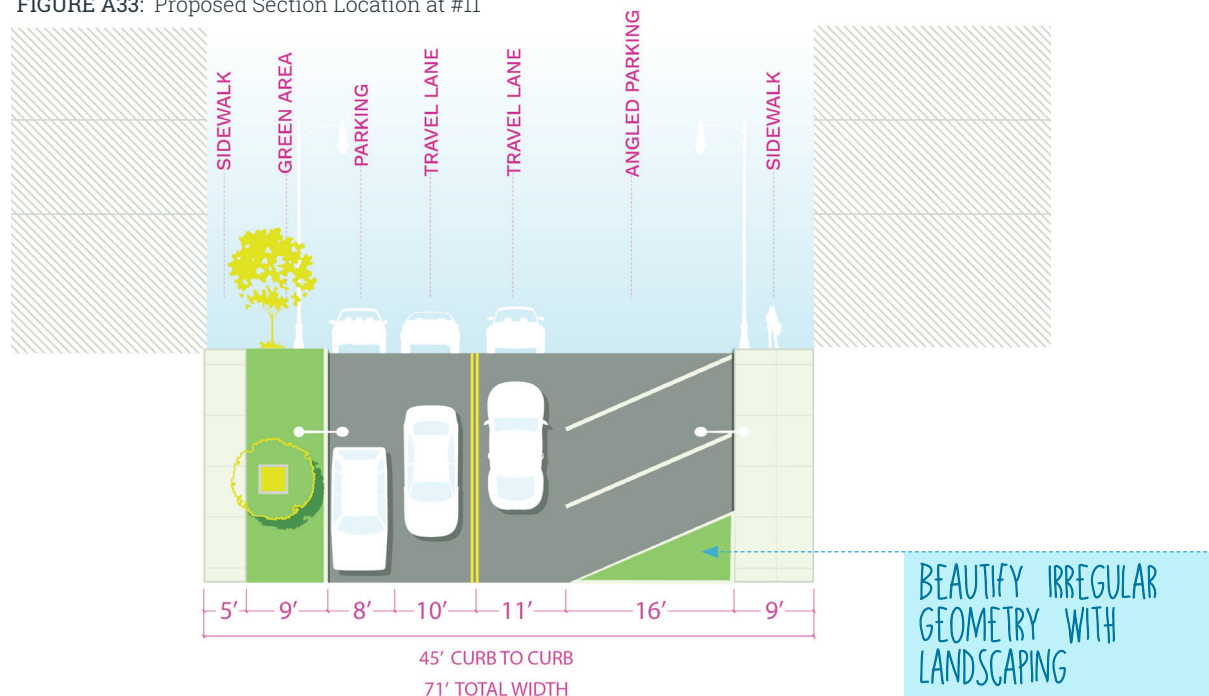 FIGURE A33: Proposed Section Location at #11
SIDEWALK
GREEN AREA
PARKING
TRAVEL LANE
TRAVEL LANE
ANGLED PARKING
SIDEWALK
5' 9' 8' 10' 11' 16' 9'
45' CURB TO CURB
71' TOTAL WIDTH
BEAUTIFY IRREGULAR
GEOMETRY WITH
LANDSCAPING